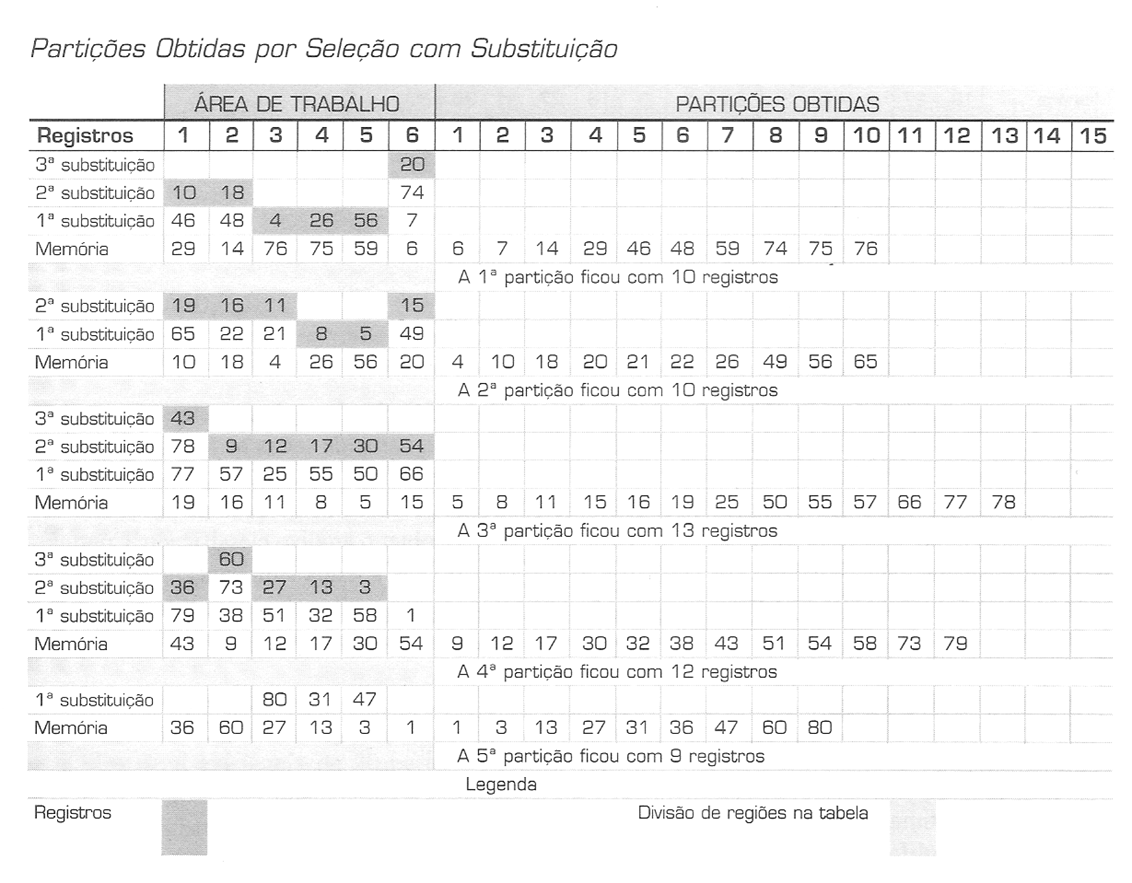 Partições Obtidas por Seleção com Substituição
ÁREA DE TRABALHO PARTIÇÕES OBTIDAS
Registros 1 2 3 4 5 6 1 2 3 4 5 6 7 8 9 10 11 12 13 14 15
3ª substituição 20
2ª substituição 10 18 74
1ª substituição 46 48 4 26 56 7
Memória 29 14 76 75 59 6 6 7 14 29 46 48 59 74 75 76
A 1ª partição ficou com 10 registros
2ª substituição 19 16 11 15
1ª substituição 65 22 21 8 5 49
Memória 10 18 4 26 56 20 4 10 18 20 21 22 26 49 56 65
A 2ª partição ficou com 10 registros
3ª substituição 43
2ª substituição 78 9 12 17 30 54
1ª substituição 77 57 25 55 50 66
Memória 19 16 11 8 5 15 5 8 11 15 16 19 25 50 55 57 66 77 78
A 3ª partição ficou com 13 registros
3ª substituição 60
2ª substituição 36 73 27 13 3
1ª substituição 79 38 51 32 58 1
Memória 43 9 12 17 30 54 9 12 17 30 32 38 43 51 54 58 73 79
A 4ª partição ficou com 12 registros
1ª substituição 80 31 47
Memória 36 60 27 13 3 1 1 3 13 27 31 36 47 60 80
A 5ª partição ficou com 9 registros
Legenda
Registros Divisão de regiões na tabela